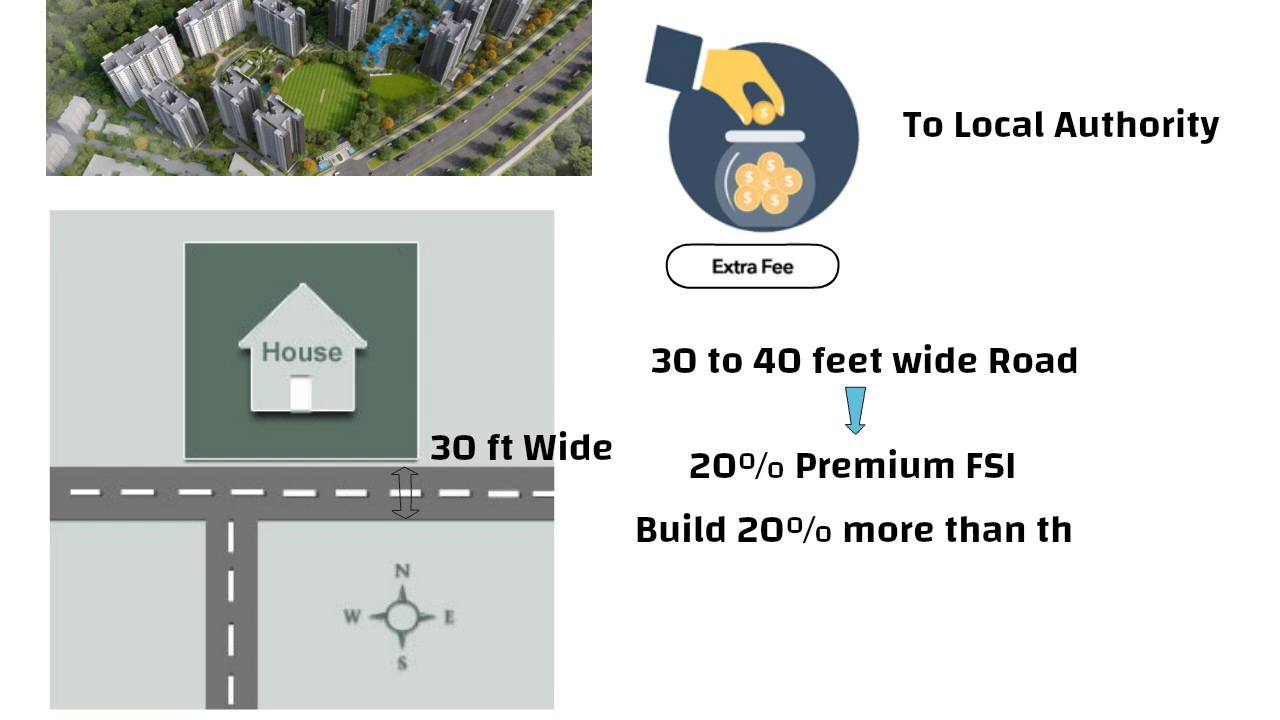 To Local Authority
Extra Fee
House
30 ft Wide
30 to 40 feet wide Road
20% Premium FSI
Build 20% more than th
N
W E
S